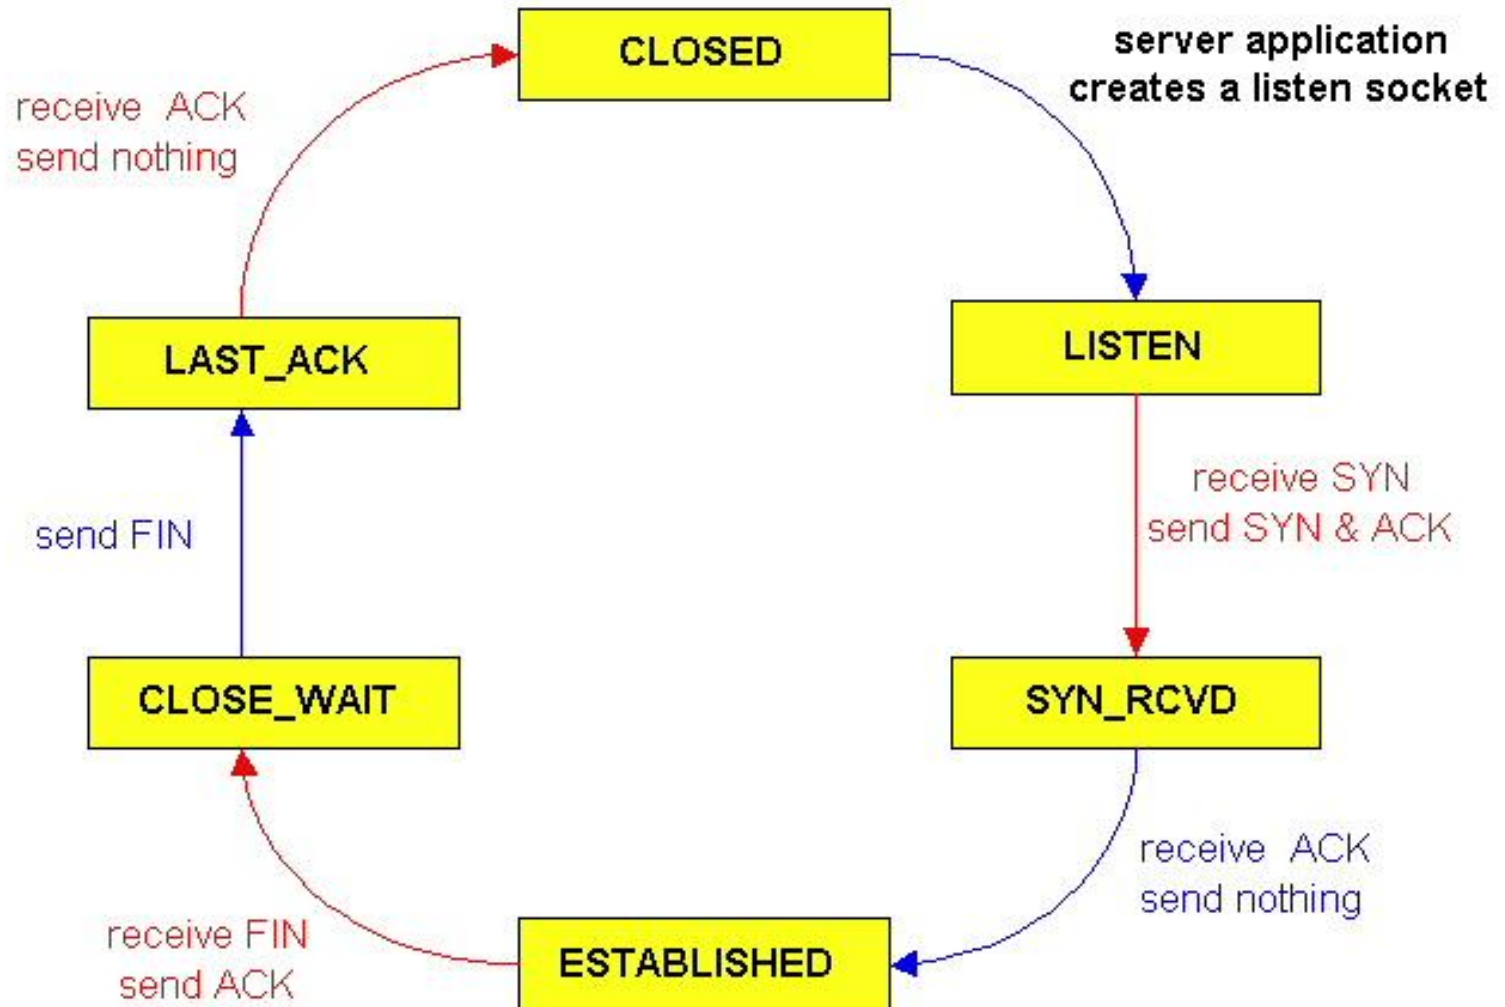 CLOSED
server application
creates a listen socket
receive ACK
send nothing
LAST_ACK
LISTEN
receive SYN
send SYN & ACK
send FIN
CLOSE_WAIT
SYN_RCVD
receive ACK
send nothing
receive FIN
send ACK
ESTABLISHED